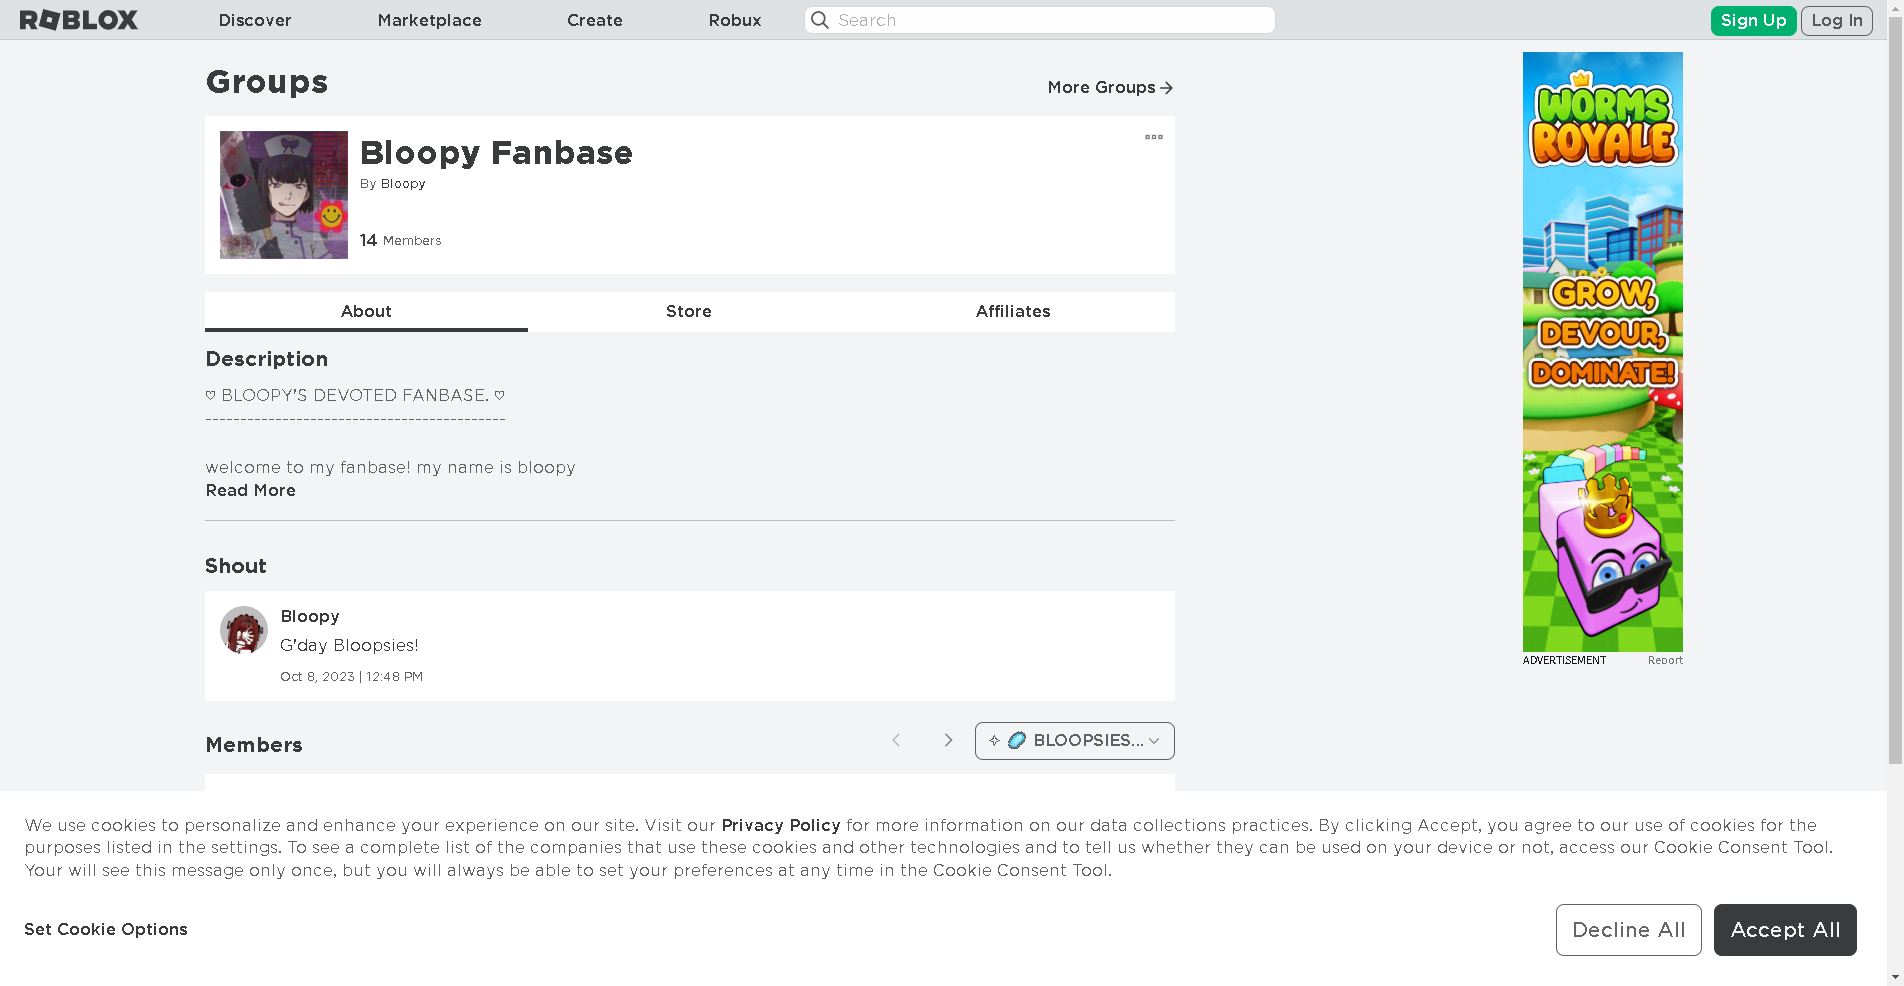 ROBLOX
Discover
Marketplace
Create
Robux
Search
Sign Up
Log In
Groups
More Groups
Bloopy Fanbase
By Bloopy
14 Members
About
Store
Affiliates
Description
♡ BLOOPY'S DEVOTED FANBASE. ♡
-------------------------------------------
welcome to my fanbase! my name is bloopy
Read More
Shout
Bloopy
G'day Bloopsies!
Oct 8, 2023 | 12:48 PM
Members
✧ BLOOPSIES...
WORMS
ROYALE
GROW,
DEVOUR,
DOMINATE!
ADVERTISEMENT
Report
We use cookies to personalize and enhance your experience on our site. Visit our Privacy Policy for more information on our data collections practices. By clicking Accept, you agree to our use of cookies for the
purposes listed in the settings. To see a complete list of the companies that use these cookies and other technologies and to tell us whether they can be used on your device or not, access our Cookie Consent Tool.
Your will see this message only once, but you will always be able to set your preferences at any time in the Cookie Consent Tool.
Set Cookie Options
Decline All
Accept All